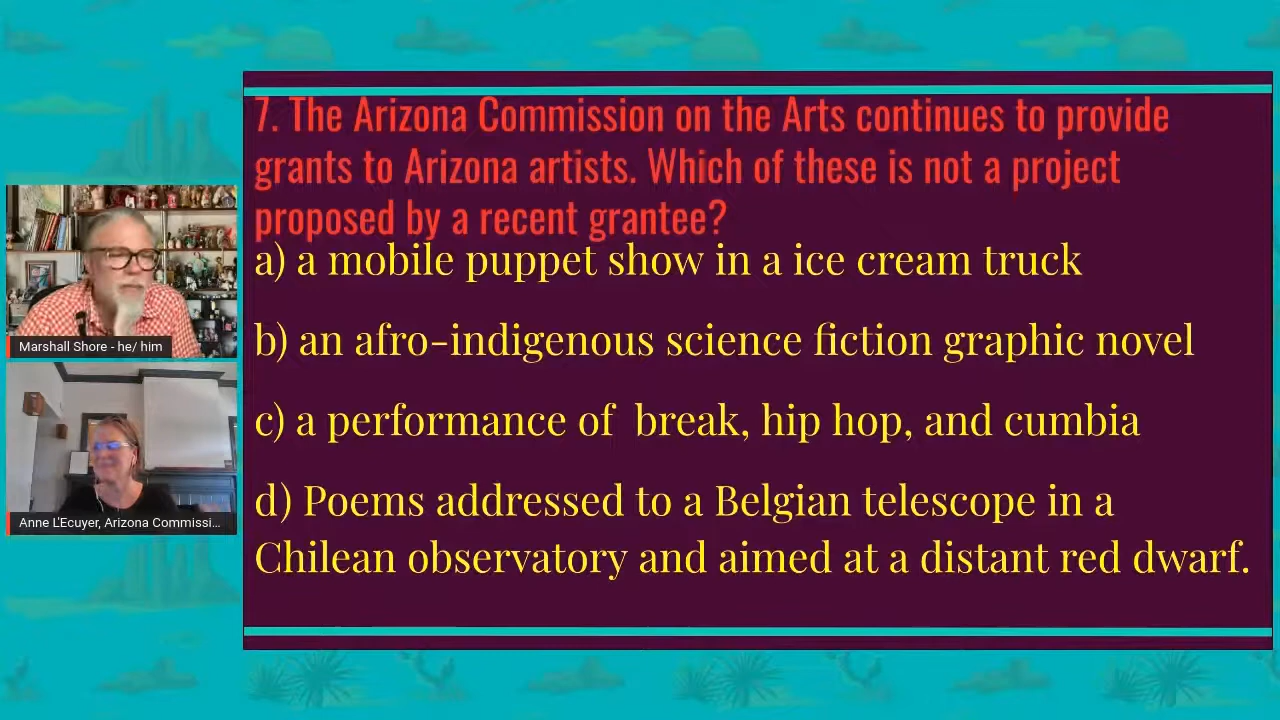 7. The Arizona Commission on the Arts continues to provide
grants to Arizona artists. Which of these is not a project
proposed by a recent grantee?
a) a mobile puppet show in a ice cream truck
b) an afro-indigenous science fiction graphic novel
c) a performance of break, hip hop, and cumbia
d) Poems addressed to a Belgian telescope in a
Chilean observatory and aimed at a distant red dwarf.
Marshall Shore - he/ him
Anne L'Ecuyer, Arizona Commissi...